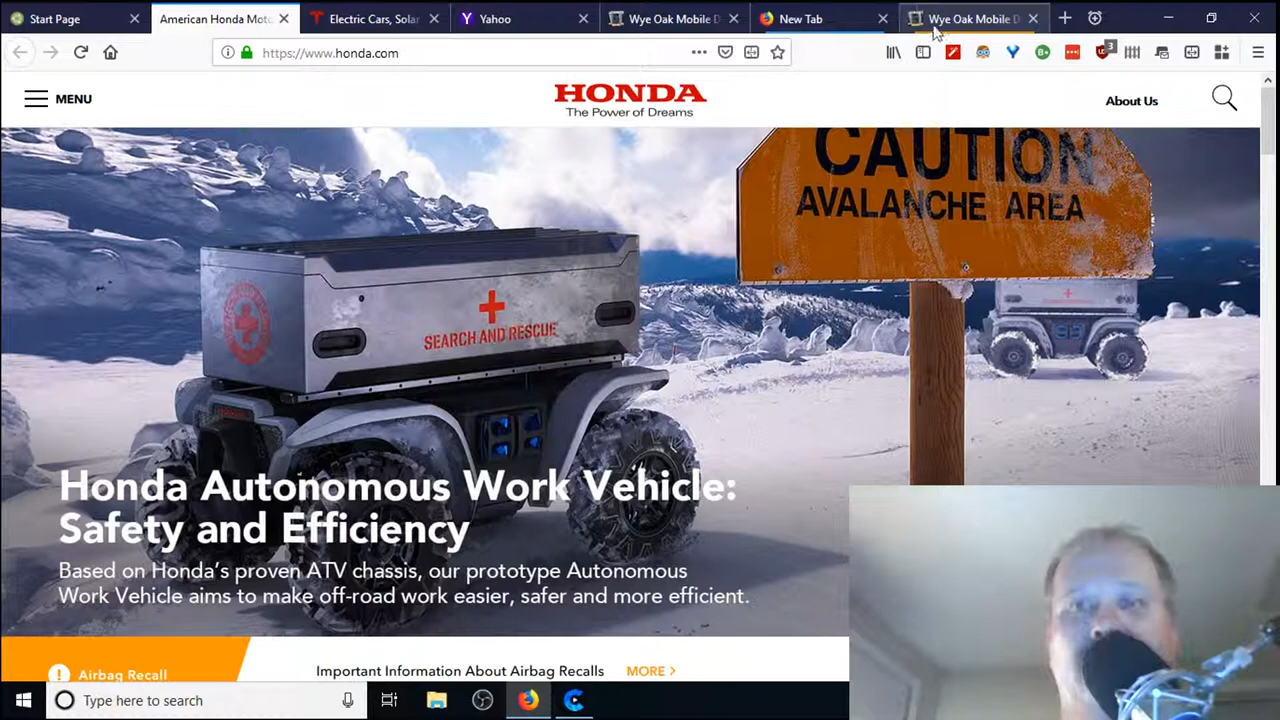 Start Page
American Honda Moto
Electric Cars, Solar
Yahoo
Wye Oak Mobile D
New Tab
Wye Oak Mobile D
https://www.honda.com
3
MENU
HONDA
The Power of Dreams
About Us
CAUTION
AVALANCHE AREA
SEARCH AND RESCUE
HONDA
Honda Autonomous Work Vehicle:
Safety and Efficiency
Based on Honda's proven ATV chassis, our prototype Autonomous
Work Vehicle aims to make off-road work easier, safer and more efficient.
Airbag Recall
Important Information About Airbag Recalls
MORE >
Type here to search